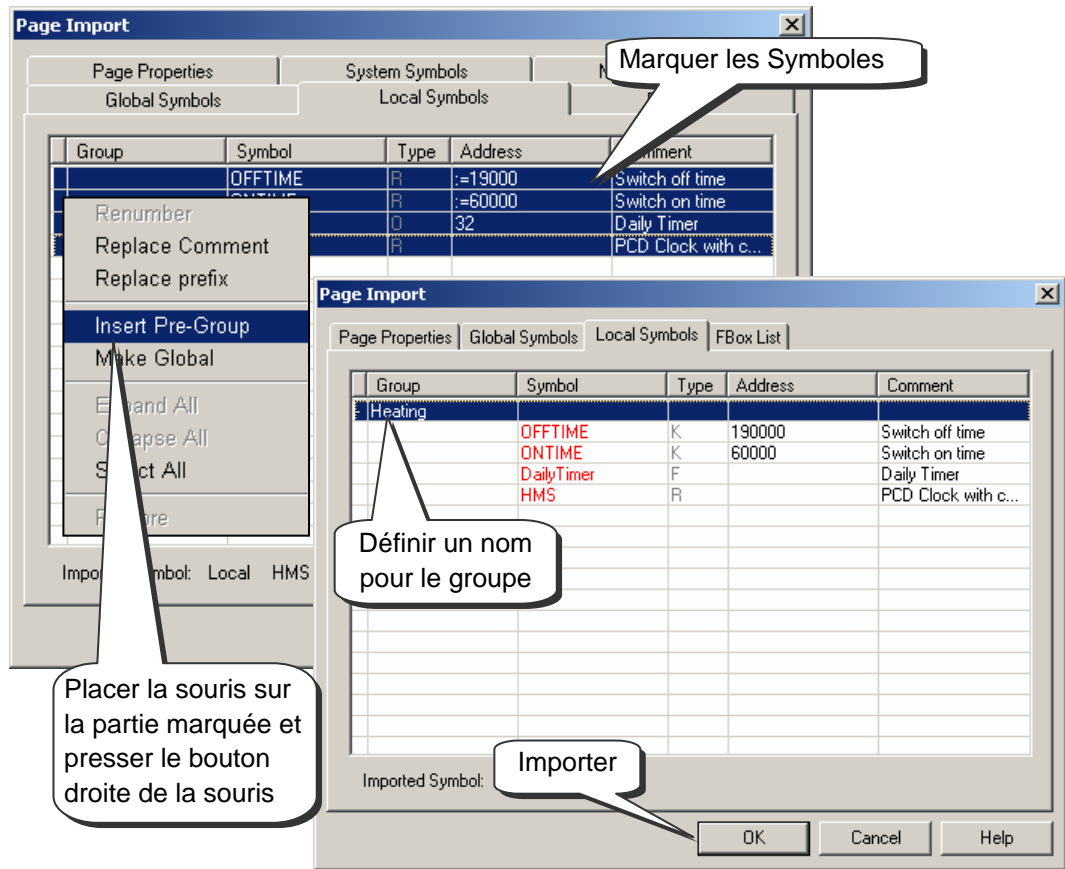 Page Import
Marquer les Symboles
Page Properties System Symbols
Global Symbols Local Symbols
Group Symbol Type Address
OFFTIME R :=19000 Switch off time
ONTIME R :=60000 Switch on time
O 32 Daily Timer
R PCD Clock with c...
Renumber
Replace Comment
Replace prefix
Insert Pre-Group
Make Global
All
All
All
Local HMS
Placer la souris sur
la partie marquée et
presser le bouton
droite de la souris
Page Import
Page Properties Global Symbols Local Symbols FBox List
Group Symbol Type Address Comment
Heating
OFFTIME K 190000 Switch off time
ONTIME K 60000 Switch on time
DailyTimer F Daily Timer
HMS R PCD Clock with c...
Définir un nom
pour le groupe
Importer
Imported Symbol:
OK Cancel Help